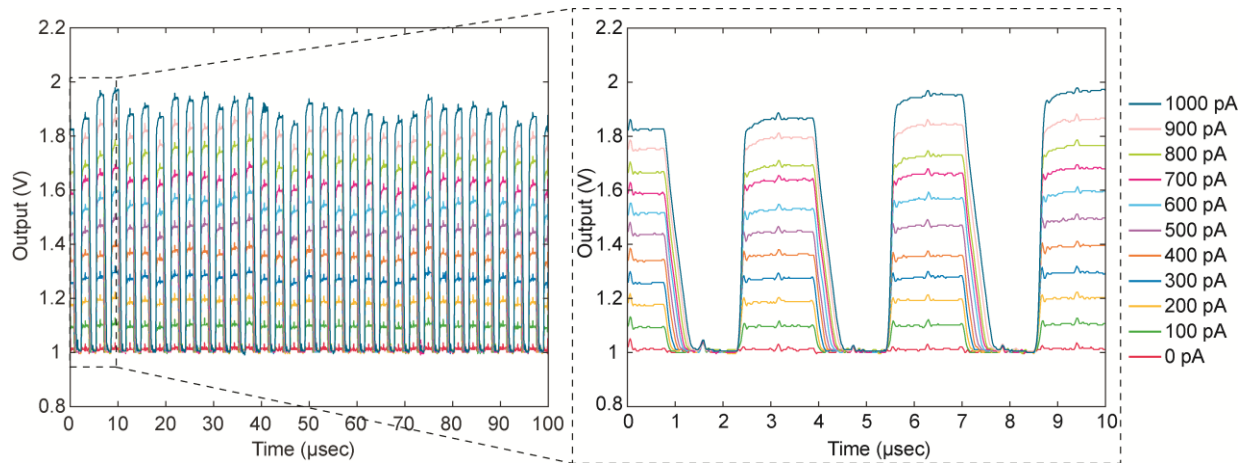 2.2
2
1.8
1.6
1.4
1.2
1
0.8
Output (V)
0 10 20 30 40 50 60 70 80 90 100
Time (μsec)
2.2
2
1.8
1.6
1.4
1.2
1
0.8
Output (V)
0 1 2 3 4 5 6 7 8 9 10
Time (μsec)
1000 pA
900 pA
800 pA
700 pA
600 pA
500 pA
400 pA
300 pA
200 pA
100 pA
0 pA